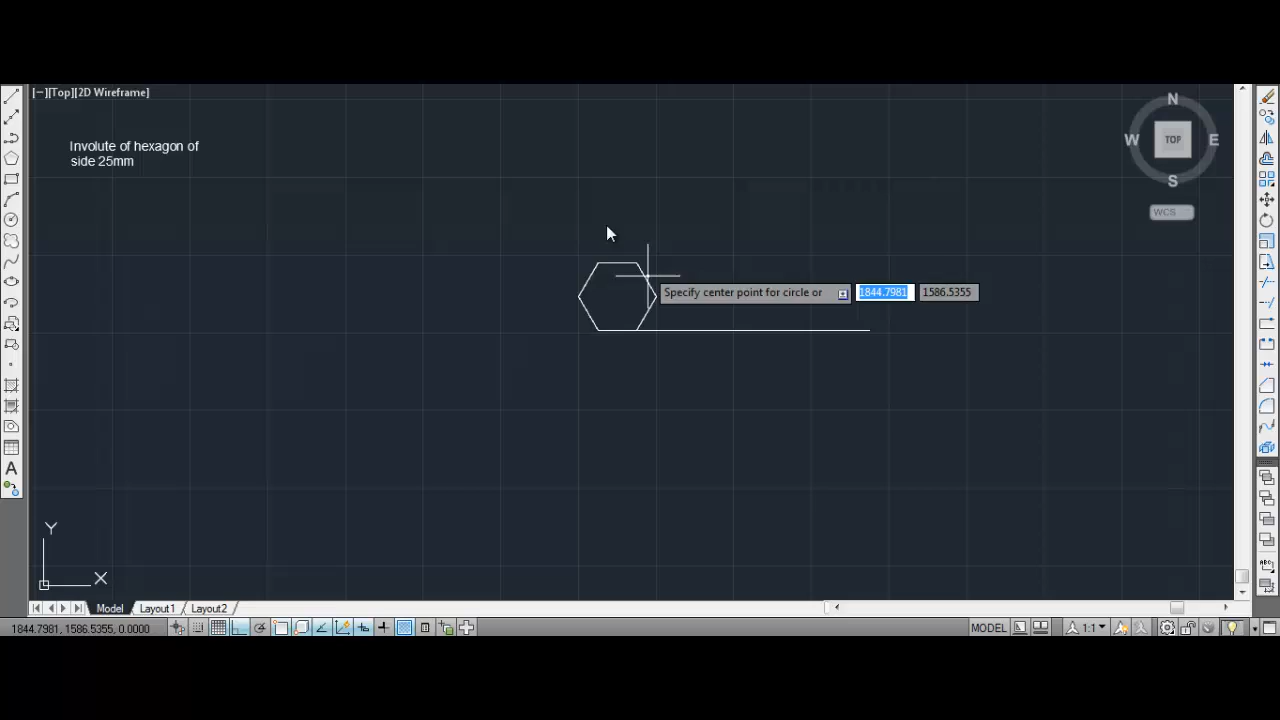 [−][Top][2D Wireframe]
N
W
TOP
E
S
WCS
Involute of hexagon of
side 25mm
Specify center point for circle or
1844.7981
1586.5355
Y
X
A
ABC
Model
Layout1
Layout2
1844.7981, 1586.5355, 0.0000
MODEL
1:1